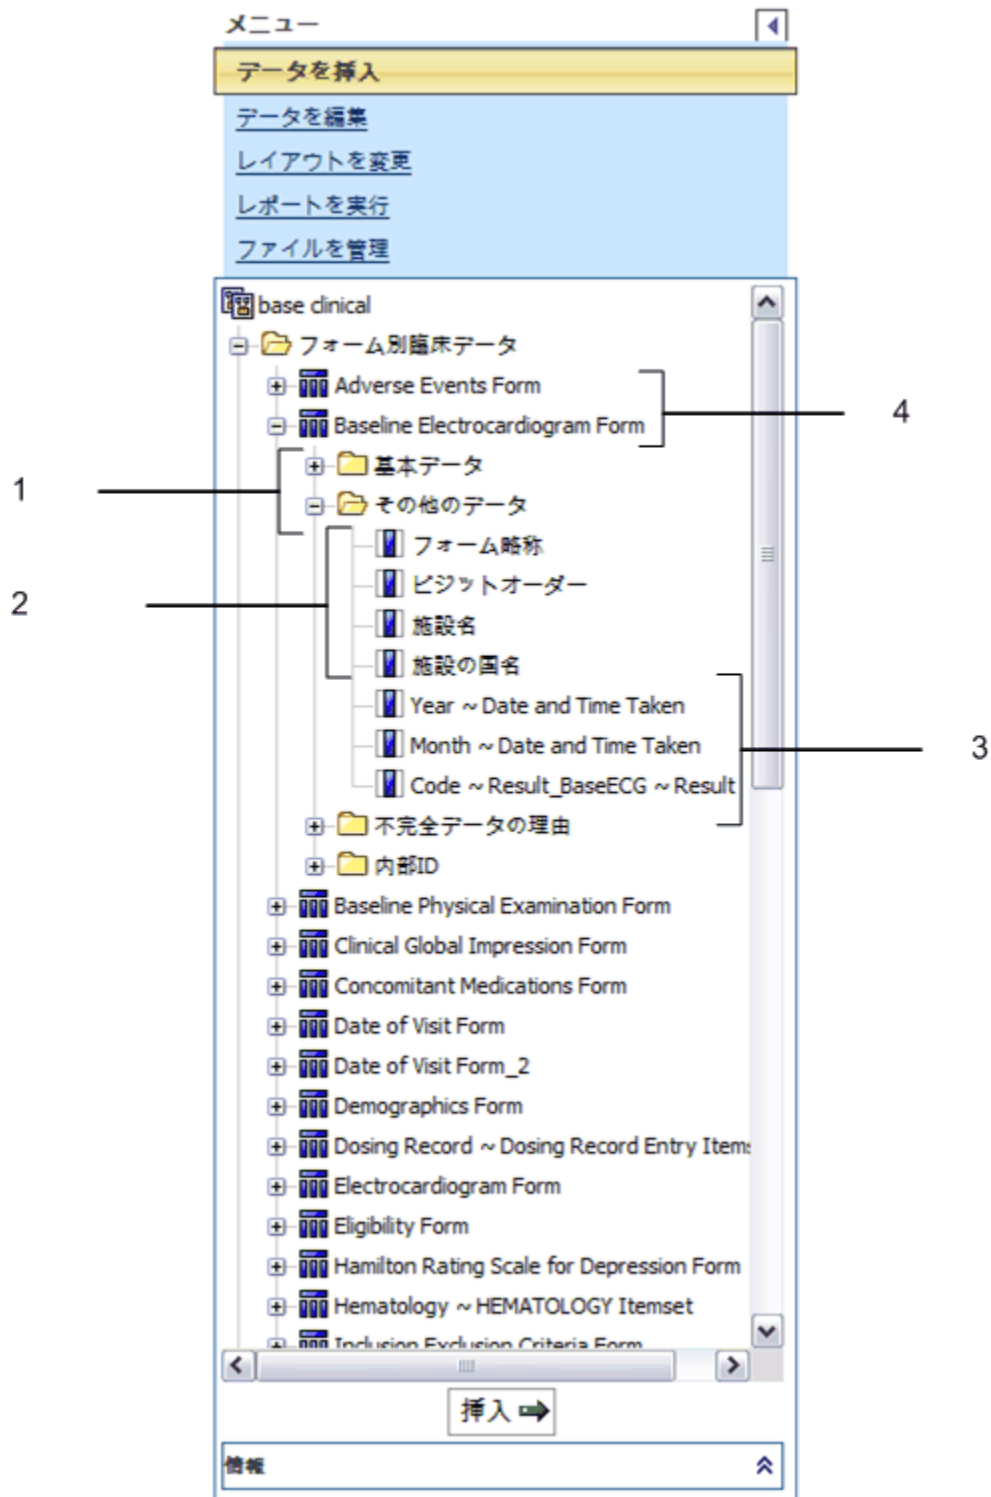 メニュー
データを挿入
データを編集
レイアウトを変更
レポートを実行
ファイルを管理
base clinical
フォーム別臨床データ
Adverse Events Form
4
Baseline Electrocardiogram Form
基本データ
1
その他のデータ
フォーム略称
ビジットオーダー
2
施設名
施設の国名
Year ~ Date and Time Taken
Month ~ Date and Time Taken
3
Code ~ Result_BaseECG ~ Result
不完全データの理由
内部ID
Baseline Physical Examination Form
Clinical Global Impression Form
Concomitant Medications Form
Date of Visit Form
Date of Visit Form_2
Demographics Form
Dosing Record ~ Dosing Record Entry Items
Electrocardiogram Form
Eligibility Form
Hamilton Rating Scale for Depression Form
Hematology ~ HEMATOLOGY Itemset
Inclusion Exclusion Criteria Form
挿入
情報